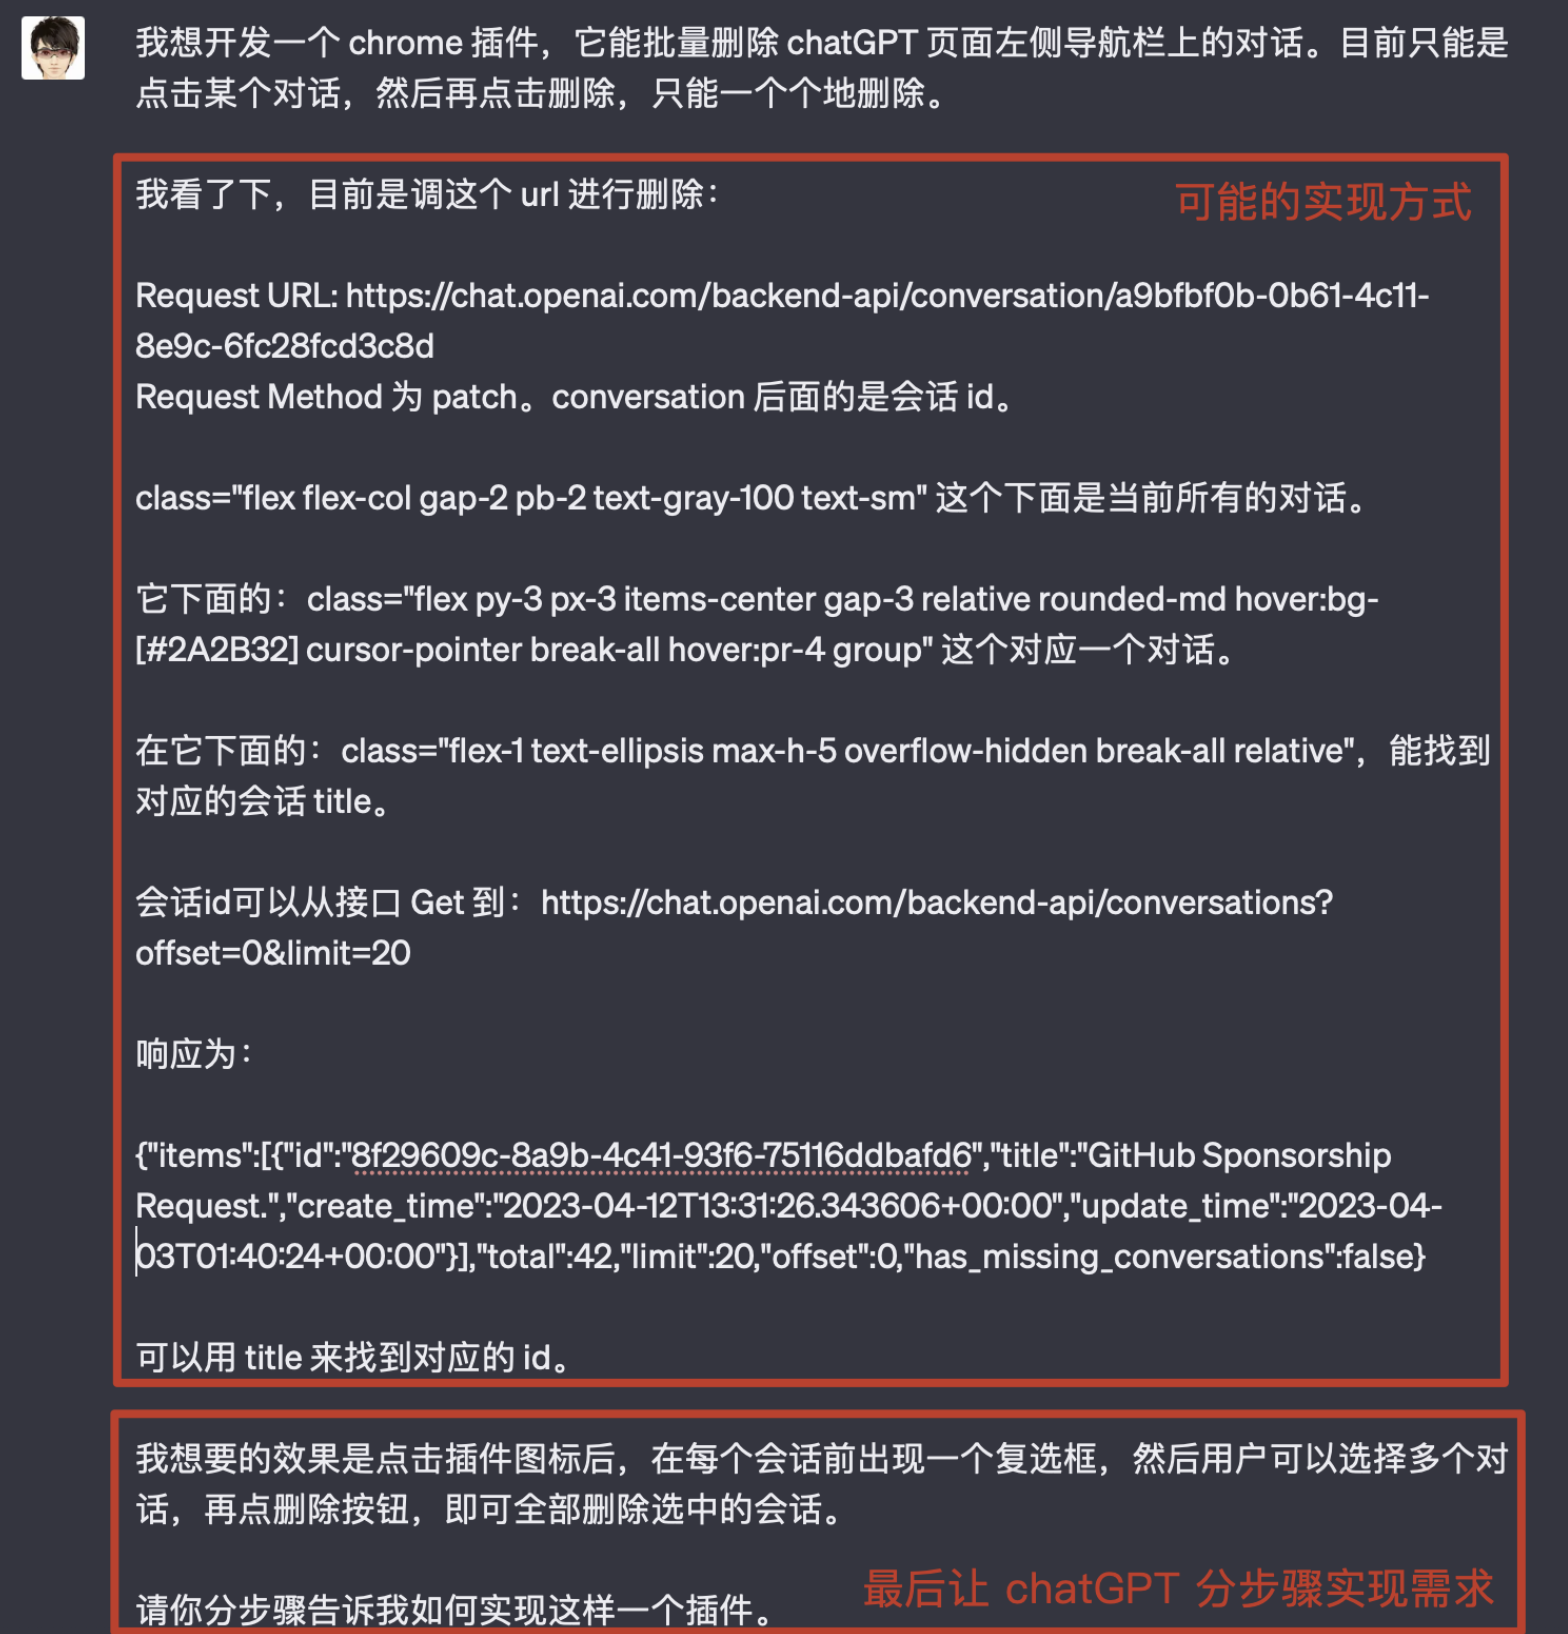 我想开发一个 chrome 插件，它能批量删除 chatGPT 页面左侧导航栏上的对话。目前只能是
点击某个对话，然后再点击删除，只能一个个地删除。
我看了下，目前是调这个 url 进行删除：
可能的实现方式
Request URL: https://chat.openai.com/backend-api/conversation/a9bfbf0b-0b61-4c11-
8e9c-6fc28fcd3c8d
Request Method 为 patch。conversation 后面的是会话 id。
class="flex flex-col gap-2 pb-2 text-gray-100 text-sm" 这个下面是当前所有的对话。
它下面的：class="flex py-3 px-3 items-center gap-3 relative rounded-md hover:bg-
[#2A2B32] cursor-pointer break-all hover:pr-4 group" 这个对应一个对话。
在它下面的：class="flex-1 text-ellipsis max-h-5 overflow-hidden break-all relative"，能找到
对应的会话 title。
会话id可以从接口 Get 到：https://chat.openai.com/backend-api/conversations?
offset=0&limit=20
响应为：
{"items":[{"id":"8f29609c-8a9b-4c41-93f6-75116ddbafd6","title":"GitHub Sponsorship
Request.","create_time":"2023-04-12T13:31:26.343606+00:00","update_time":"2023-04-
03T01:40:24+00:00"}],"total":42,"limit":20,"offset":0,"has_missing_conversations":false}
可以用 title 来找到对应的 id。
我想要的效果是点击插件图标后，在每个会话前出现一个复选框，然后用户可以选择多个对
话，再点删除按钮，即可全部删除选中的会话。
最后让 chatGPT 分步骤实现需求
请你分步骤告诉我如何实现这样一个插件。